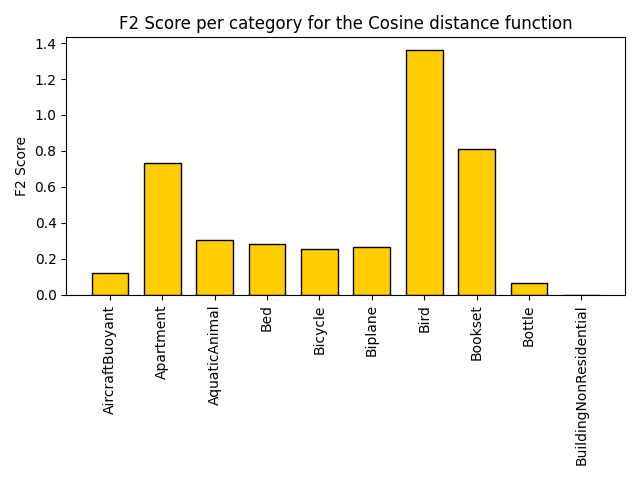 F2 Score per category for the Cosine distance function
F2 Score
1.4
1.2
1.0
0.8
0.6
0.4
0.2
0.0
AircraftBuoyant
Apartment
AquaticAnimal
Bed
Bicycle
Biplane
Bird
Bookset
Bottle
BuildingNonResidential